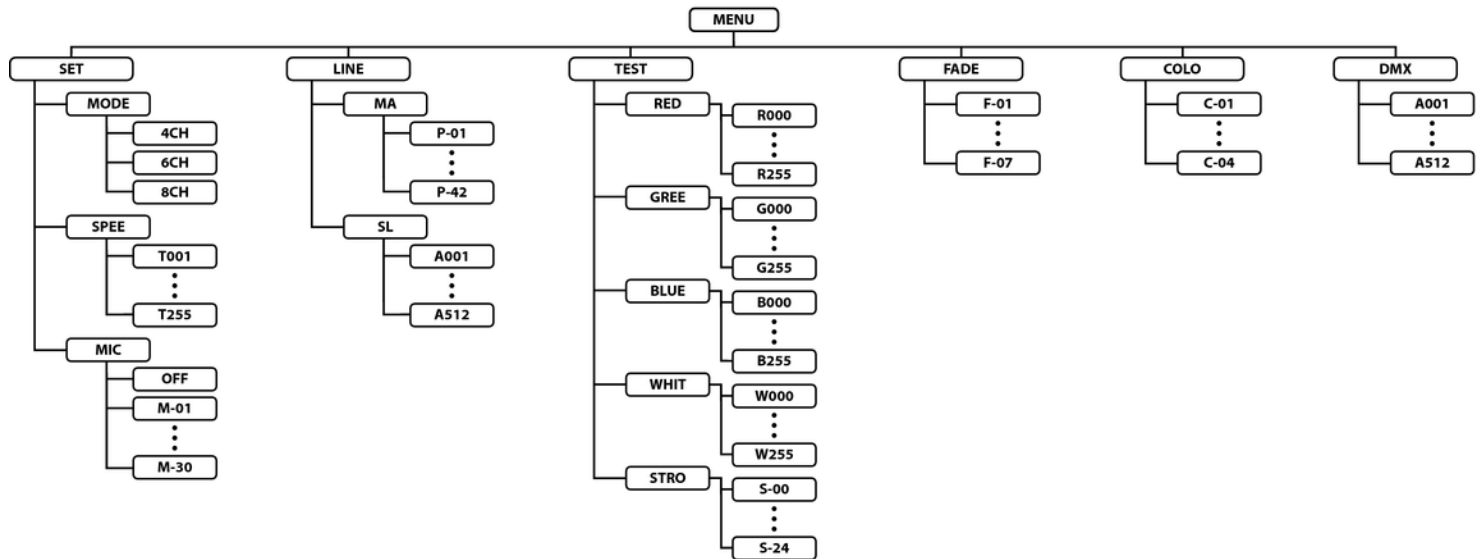 MENU
SET
MODE
4CH
6CH
8CH
SPEE
T001
T255
MIC
OFF
M-01
M-30
LINE
MA
P-01
P-42
SL
A001
A512
TEST
RED
R000
R255
GREE
G000
G255
BLUE
B000
B255
WHIT
W000
W255
STRO
S-00
S-24
FADE
F-01
F-07
COLO
C-01
C-04
DMX
A001
A512